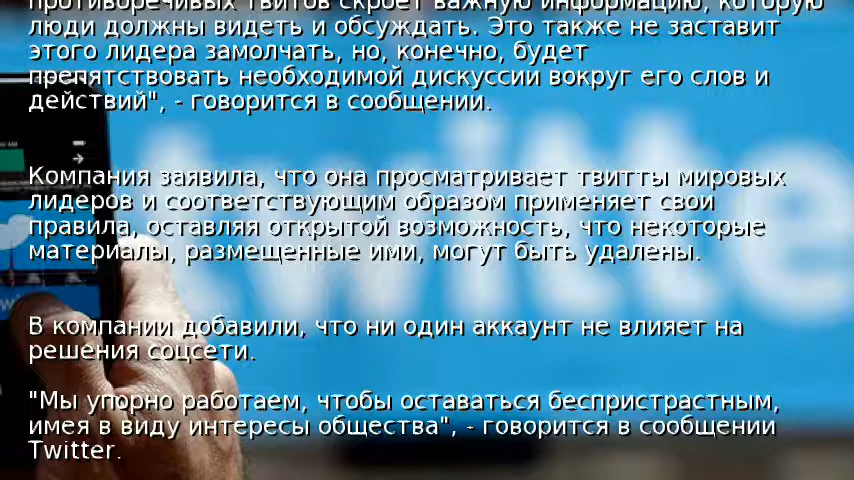 противоречивых твитов скроет важную информацию, которую
люди должны видеть и обсуждать. Это также не заставит
этого лидера замолчать, но, конечно, будет
препятствовать необходимой дискуссии вокруг его слов и
действий", - говорится в сообщении.
Компания заявила, что она просматривает твитты мировых
лидеров и соответствующим образом применяет свои
правила, оставляя открытой возможность, что некоторые
материалы, размещенные ими, могут быть удалены.
В компании добавили, что ни один аккаунт не влияет на
решения соцсети.
"Мы упорно работаем, чтобы оставаться беспристрастным,
имея в виду интересы общества", - говорится в сообщении
Twitter.
twitte